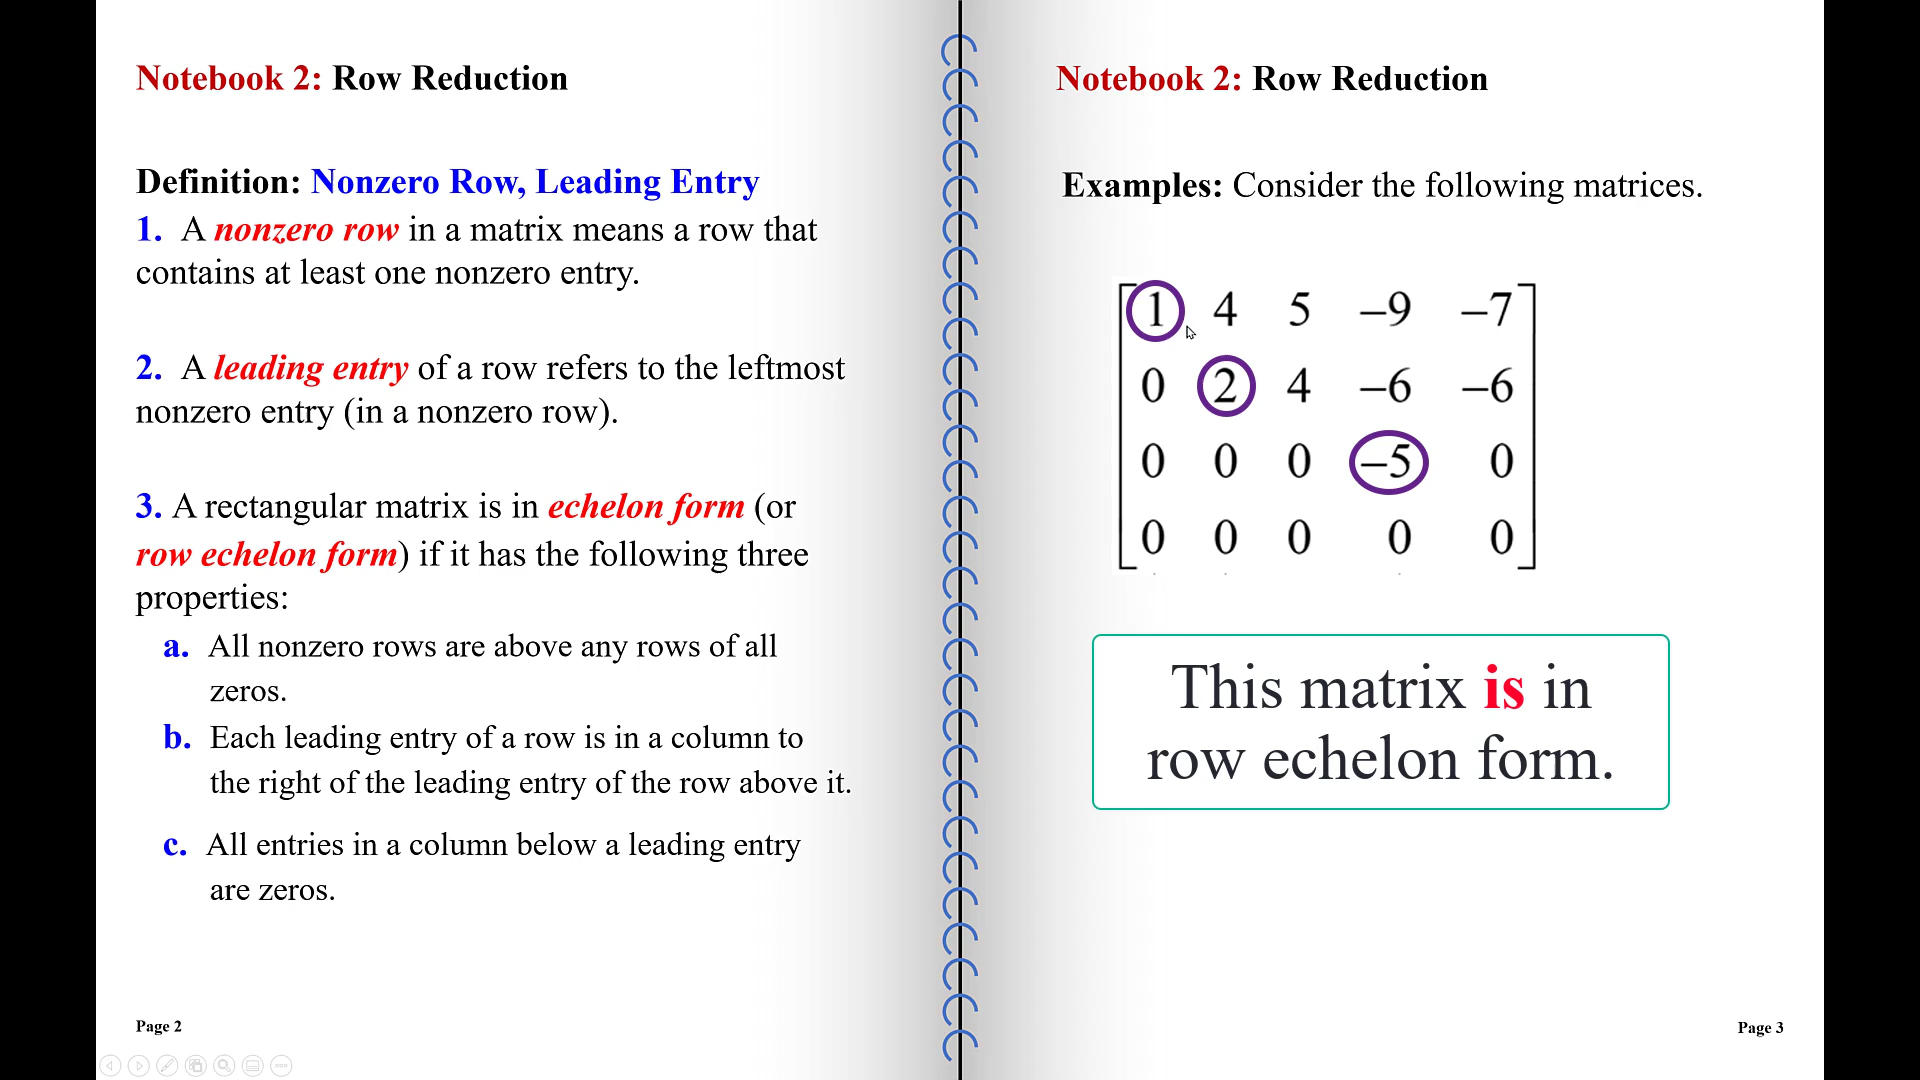 Notebook 2: Row Reduction
Definition: Nonzero Row, Leading Entry
1. A nonzero row in a matrix means a row that
contains at least one nonzero entry.
2. A leading entry of a row refers to the leftmost
nonzero entry (in a nonzero row).
3. A rectangular matrix is in echelon form (or
row echelon form) if it has the following three
properties:
a. All nonzero rows are above any rows of all
zeros.
b. Each leading entry of a row is in a column to
the right of the leading entry of the row above it.
c. All entries in a column below a leading entry
are zeros.
Page 2
Notebook 2: Row Reduction
Examples: Consider the following matrices.
1 4 5 –9 –7
0 2 4 –6 –6
0 0 0 –5 0
0 0 0 0 0
This matrix is in
row echelon form.
Page 3